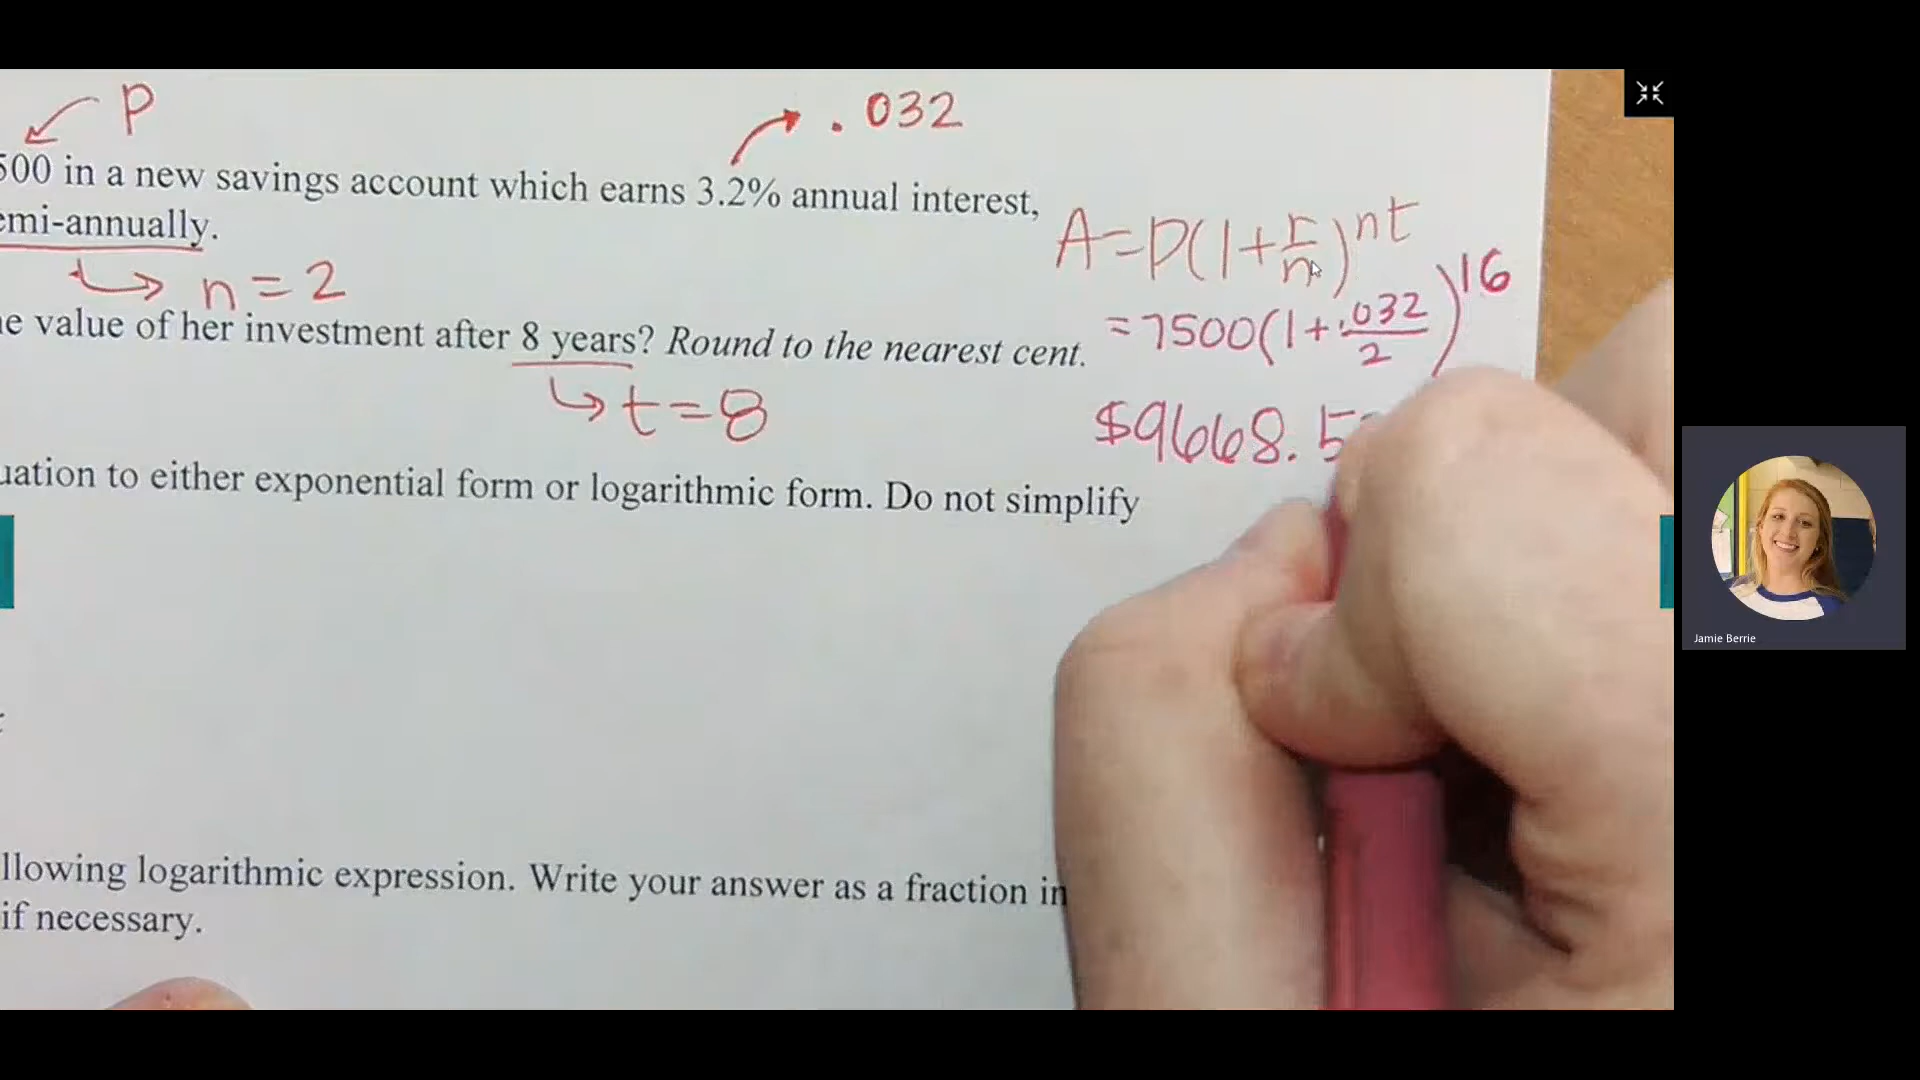 P
.032
500 in a new savings account which earns 3.2% annual interest,
emi-annually.
A=P(1+r/n)^nt
n=2
=7500(1+.032/2)^16
e value of her investment after 8 years? Round to the nearest cent.
t=8
$9668.5
uation to either exponential form or logarithmic form. Do not simplify
Jamie Berrie
llowing logarithmic expression. Write your answer as a fraction in
if necessary.